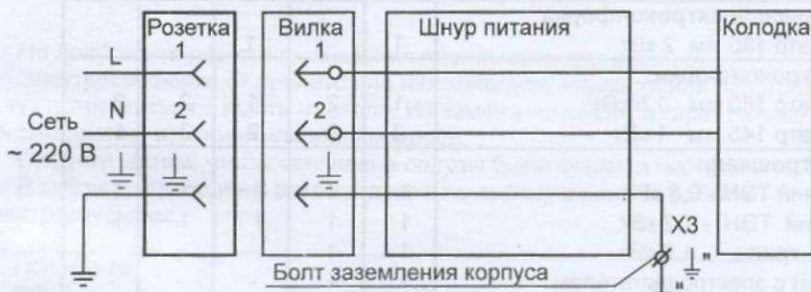 Розетка Вилка Шнур питания Колодка
L 1 1
N 2 2
Сеть
~ 220 В
X3
Болт заземления корпуса